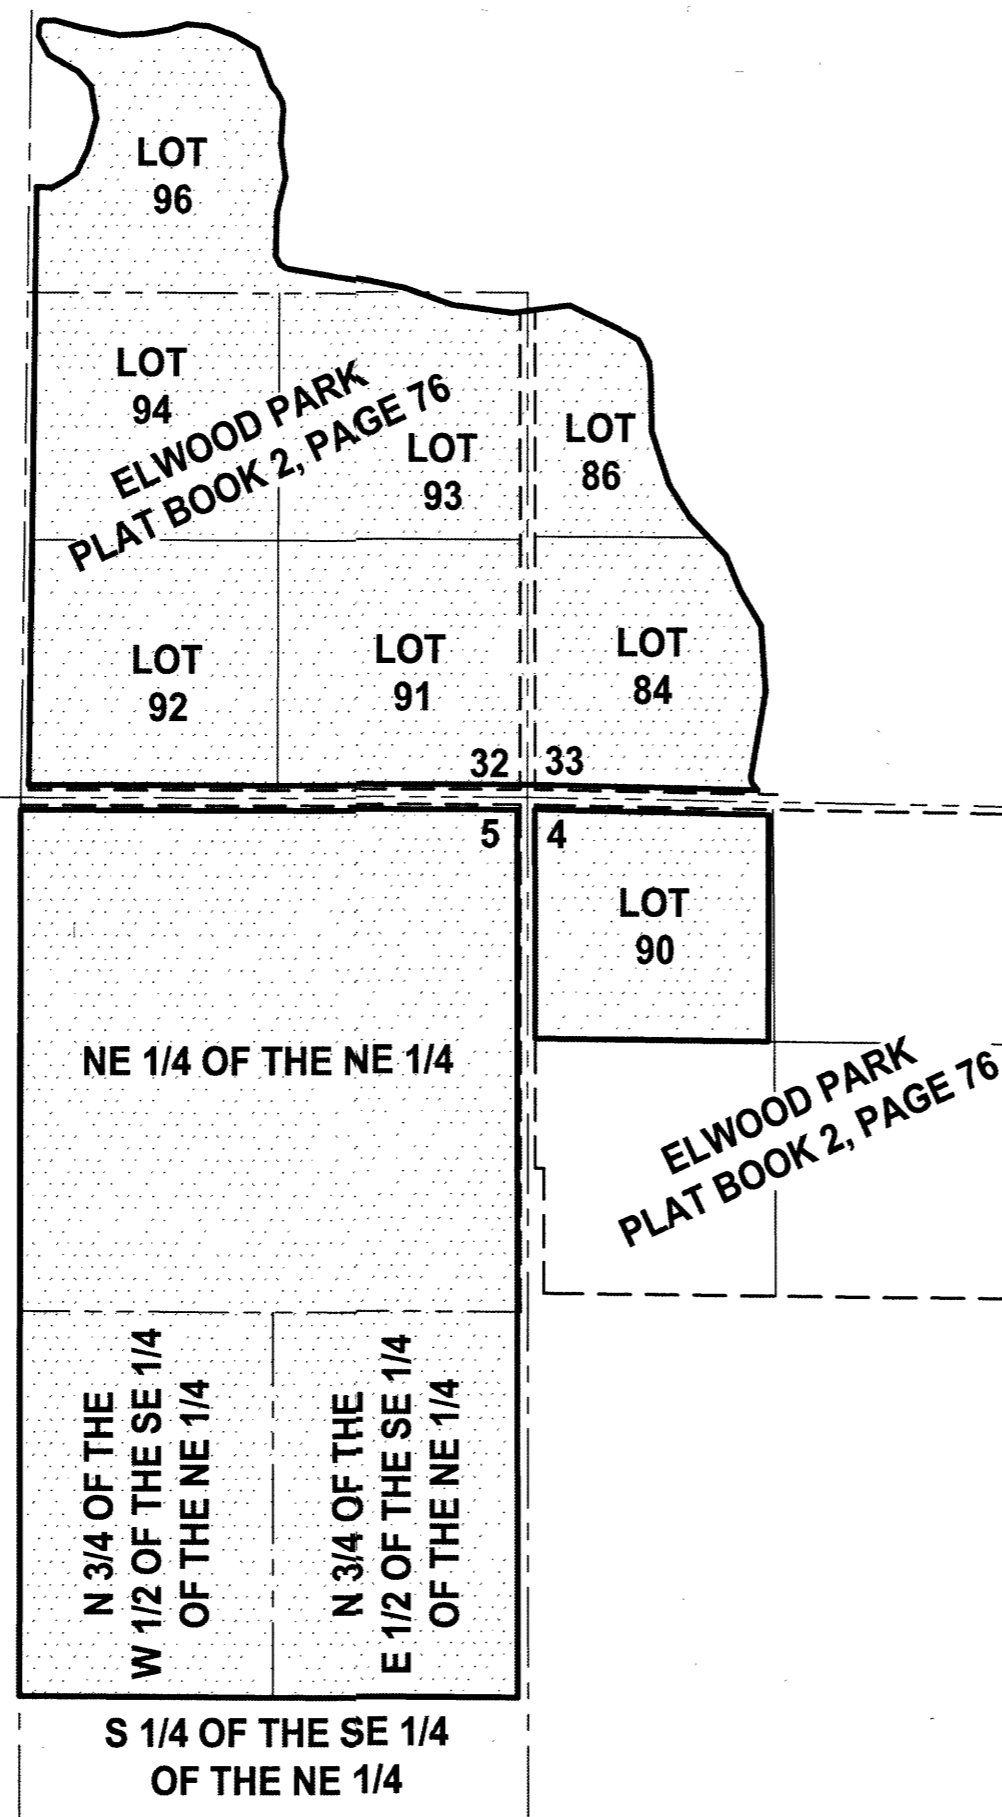 LOT
96
LOT
94
ELWOOD PARK
PLAT BOOK 2, PAGE 76
LOT
93
LOT
86
LOT
92
LOT
91
LOT
84
32
33
5
4
LOT
90
NE 1/4 OF THE NE 1/4
ELWOOD PARK
PLAT BOOK 2, PAGE 76
N 3/4 OF THE
W 1/2 OF THE SE 1/4
OF THE NE 1/4
N 3/4 OF THE
E 1/2 OF THE SE 1/4
OF THE NE 1/4
S 1/4 OF THE SE 1/4
OF THE NE 1/4